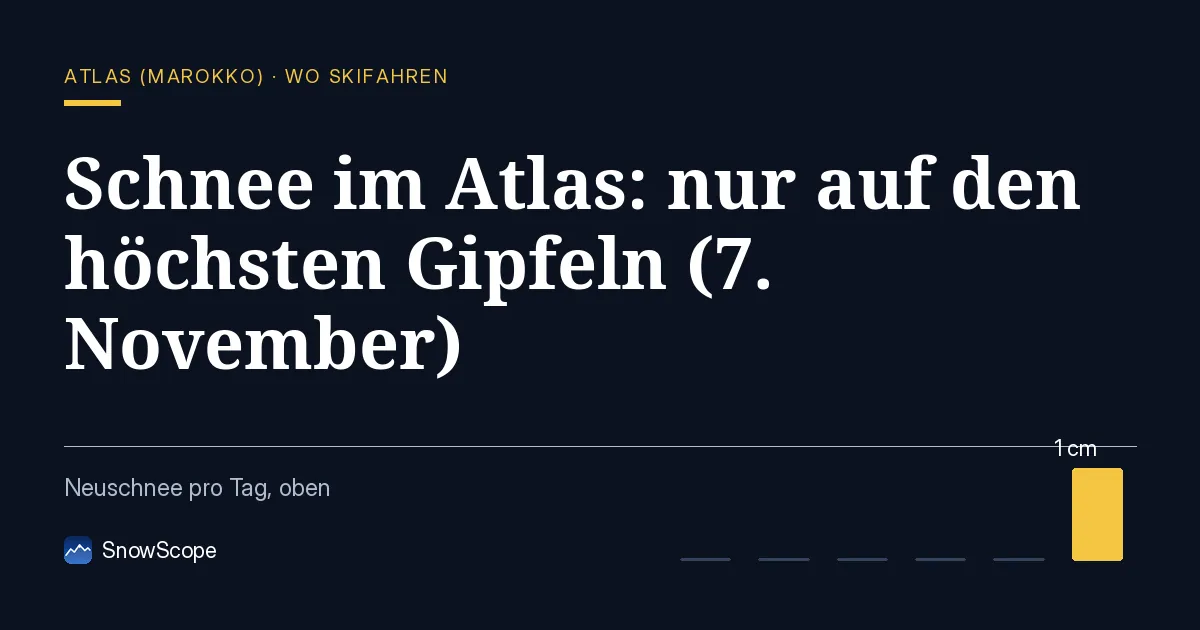 ATLAS (MAROKKO) · WO SKIFAHREN
Schnee im Atlas: nur auf den
höchsten Gipfeln (7.
November)
1 cm
Neuschnee pro Tag, oben
SnowScope